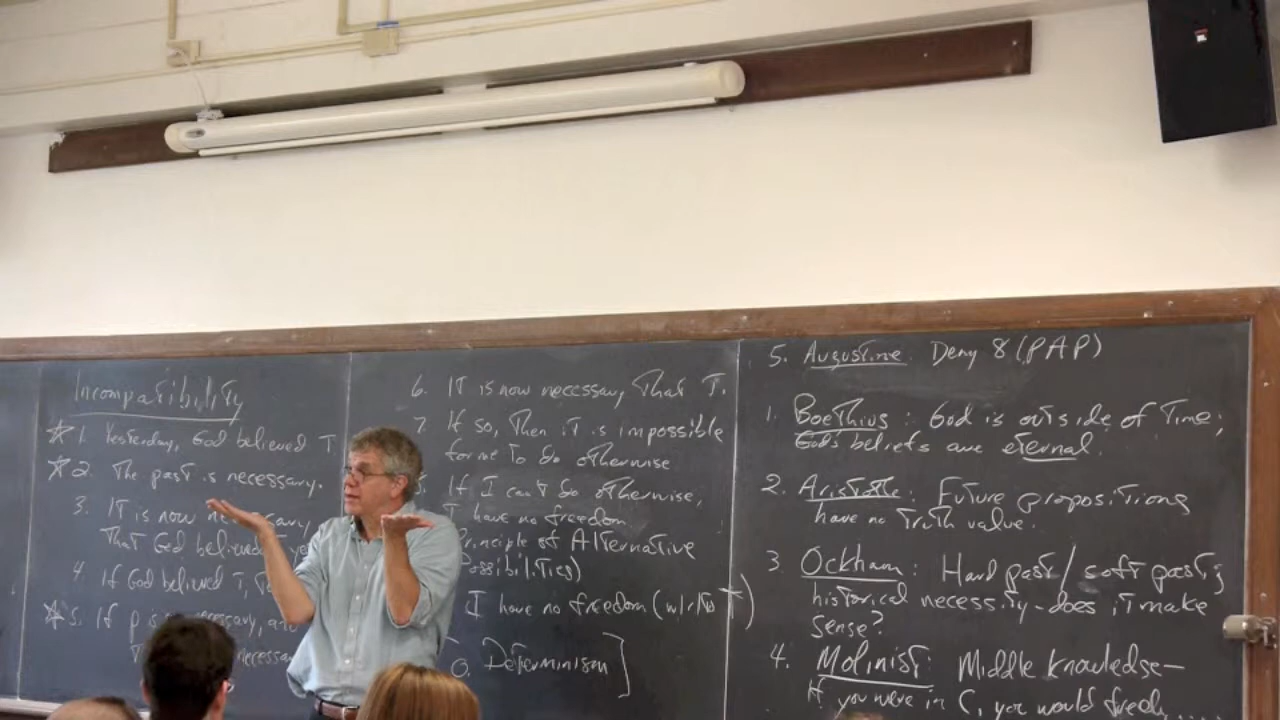 Incompatibility
1. Yesterday, God believed T
2. The past is necessary.
3. It is now
That God believed
4. If God believed T,
5. If p is necessary, and
necessary
6. It is now necessary That T.
7. If so, Then it is impossible
for me To do otherwise
If I can't do otherwise,
I have no freedom
Principle of Alternative
Possibilities)
I have no freedom (w/r/to T)
Determinism]
5. Augustine. Deny 8 (PAP)
1. Boethius: God is outside of Time;
God's beliefs are eternal.
2. Aristotle: Future propositions
have no Truth value.
3 Ockham: Hard past/soft past;
historical necessity-does it make
sense?
4. Molinist: Middle knowledge—
If you were in C, you would freely....